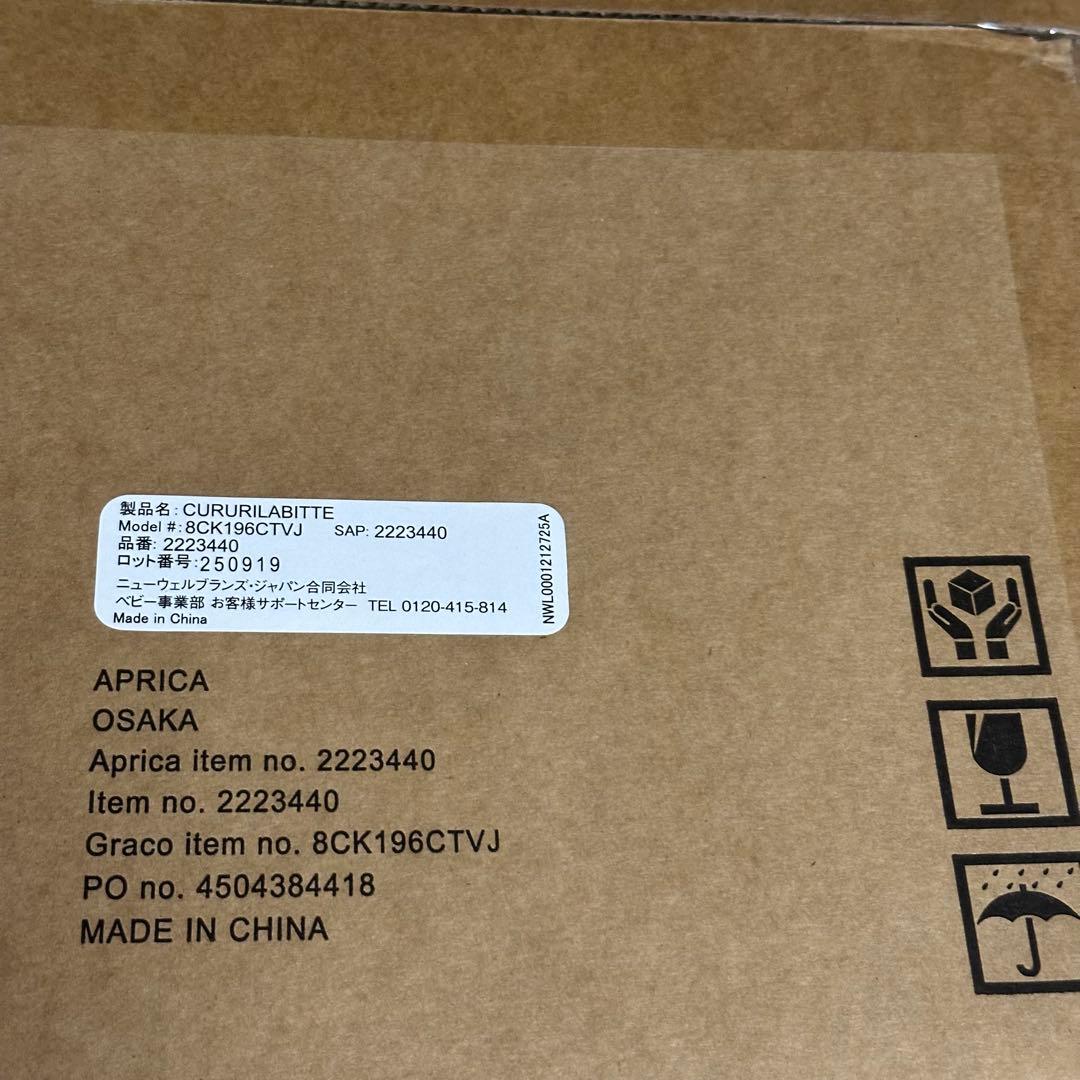 製品名: CURURILABITTE
Model #: 8CK196CTVJ SAP: 2223440
品番: 2223440
ロット番号: 250919
ニューウェルブランズ・ジャパン合同会社
ベビー事業部 お客様サポートセンター TEL 0120-415-814
Made in China
NWL0001212725A
APRICA
OSAKA
Aprica item no. 2223440
Item no. 2223440
Graco item no. 8CK196CTVJ
PO no. 4504384418
MADE IN CHINA